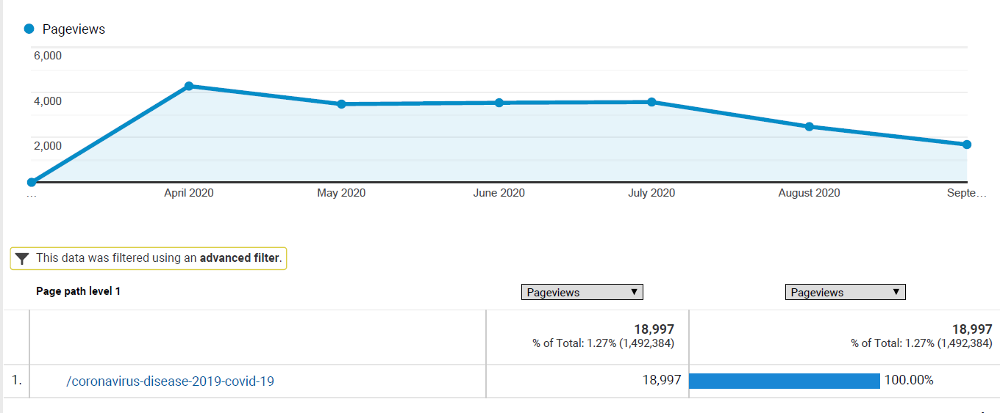 Pageviews
6,000
4,000
2,000
... April 2020 May 2020 June 2020 July 2020 August 2020 Septe...
This data was filtered using an advanced filter.
Page path level 1 Pageviews Pageviews
18,997 18,997
% of Total: 1.27% (1,492,384) % of Total: 1.27% (1,492,384)
1. /coronavirus-disease-2019-covid-19 18,997 100.00%